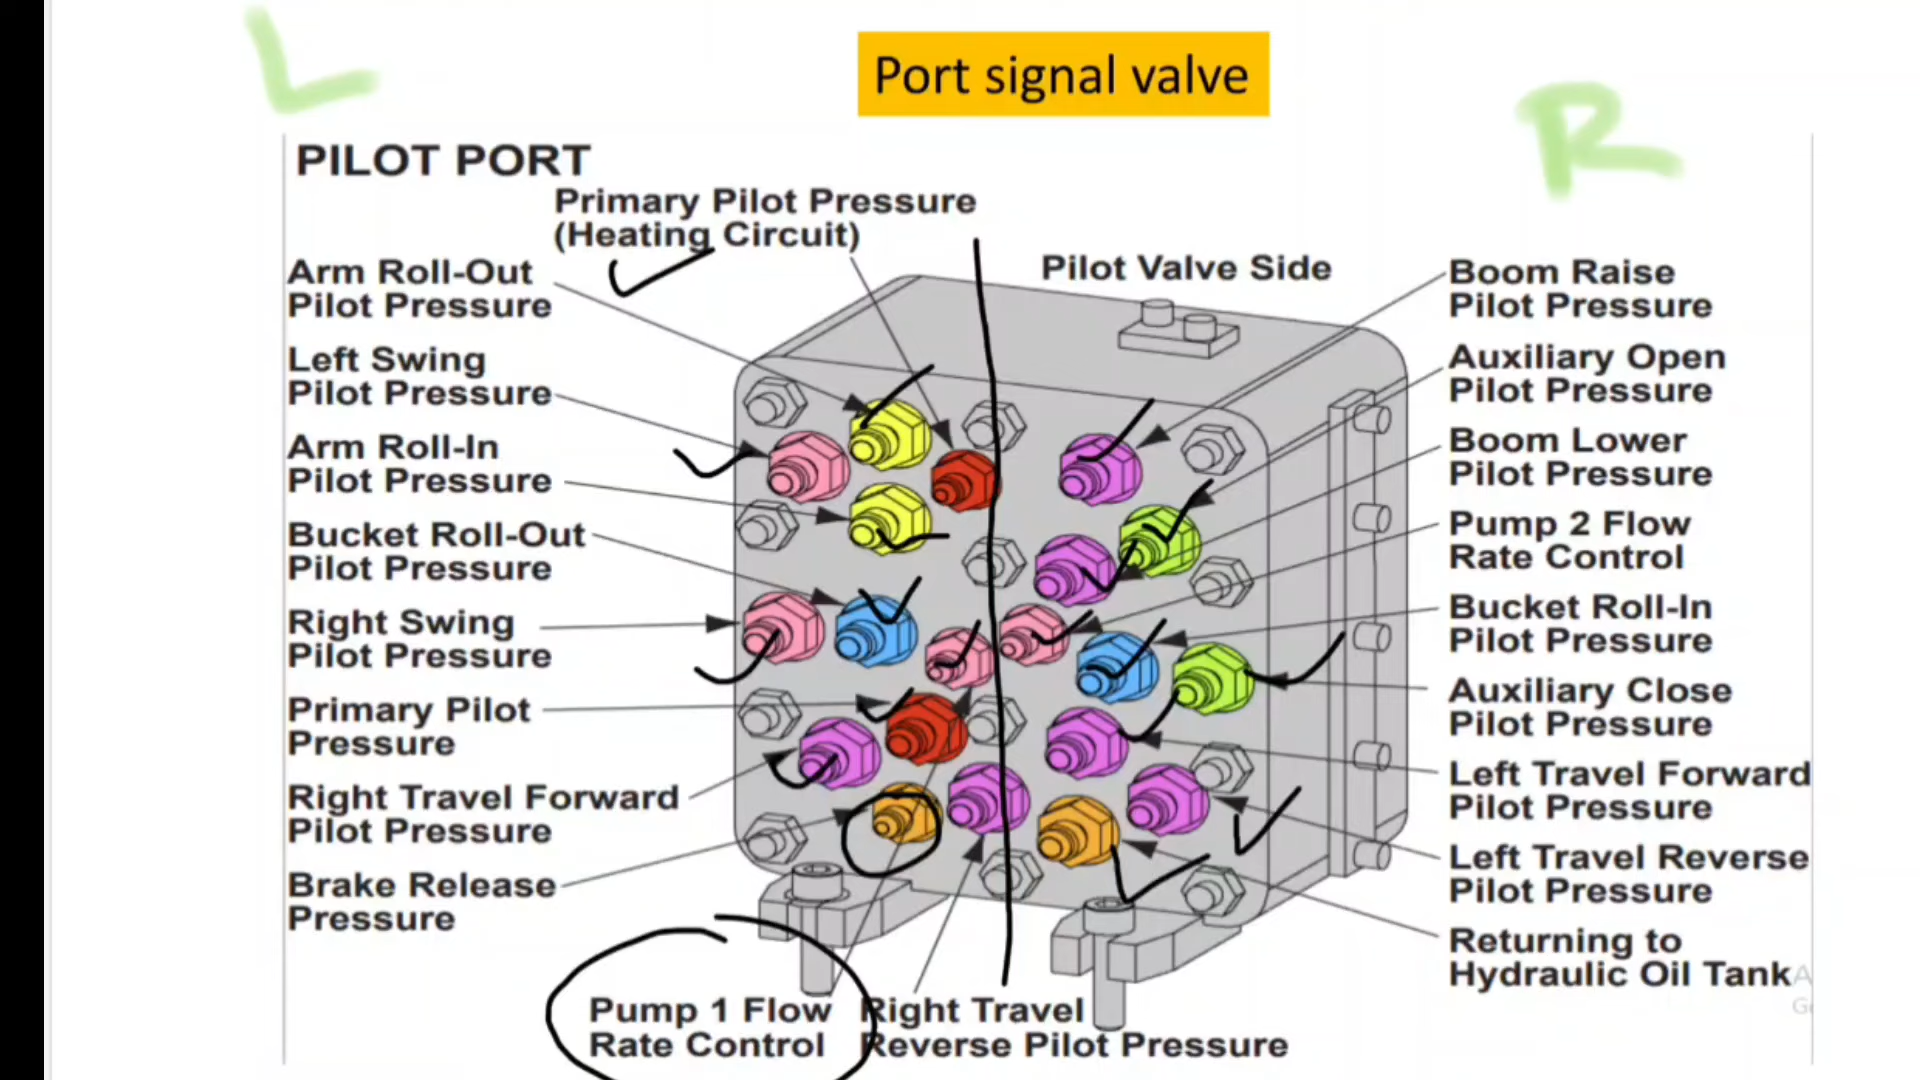 L
Port signal valve
R
PILOT PORT
Primary Pilot Pressure
(Heating Circuit)
Pilot Valve Side
Arm Roll-Out
Pilot Pressure
Left Swing
Pilot Pressure
Arm Roll-In
Pilot Pressure
Bucket Roll-Out
Pilot Pressure
Right Swing
Pilot Pressure
Primary Pilot
Pressure
Right Travel Forward
Pilot Pressure
Brake Release
Pressure
Pump 1 Flow
Rate Control
Right Travel
Reverse Pilot Pressure
Boom Raise
Pilot Pressure
Auxiliary Open
Pilot Pressure
Boom Lower
Pilot Pressure
Pump 2 Flow
Rate Control
Bucket Roll-In
Pilot Pressure
Auxiliary Close
Pilot Pressure
Left Travel Forward
Pilot Pressure
Left Travel Reverse
Pilot Pressure
Returning to
Hydraulic Oil Tank